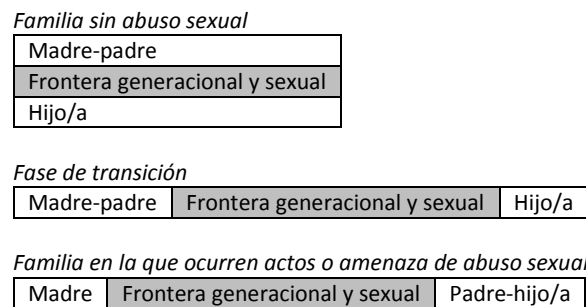 Familia sin abuso sexual
Madre-padre
Frontera generacional y sexual
Hijo/a
Fase de transición
Madre-padre Frontera generacional y sexual Hijo/a
Familia en la que ocurren actos o amenaza de abuso sexual
Madre Frontera generacional y sexual Padre-hijo/a